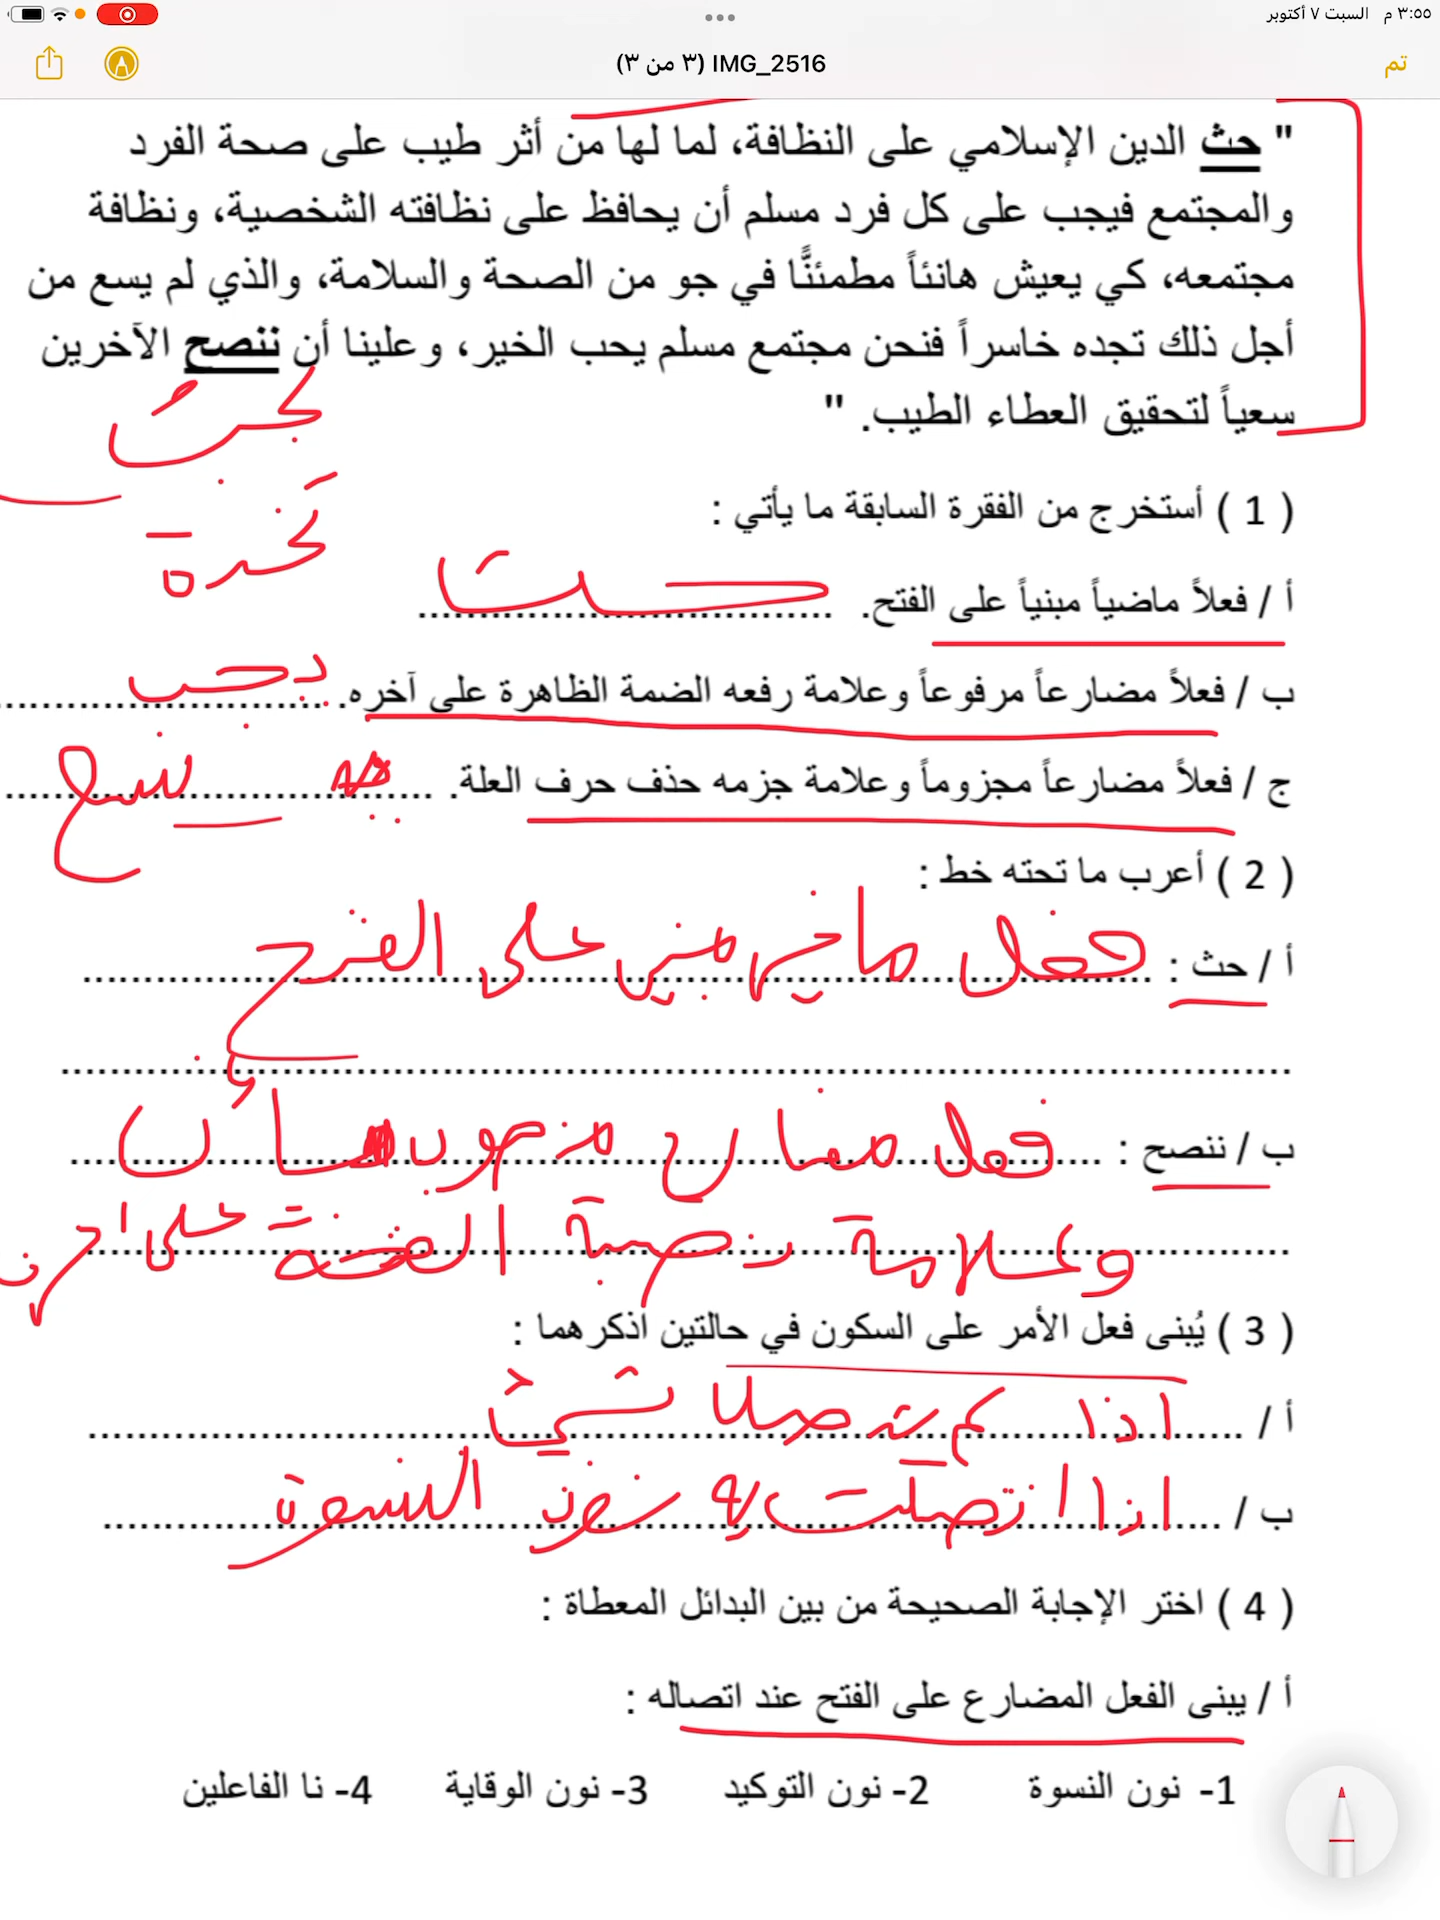 ٣:٥٥ م السبت ٧ أكتوبر
تم
IMG_2516 (٣ من ٣)
" حث الدين الإسلامي على النظافة، لما لها من أثر طيب على صحة الفرد
والمجتمع فيجب على كل فرد مسلم أن يحافظ على نظافته الشخصية، ونظافة
مجتمعه، كي يعيش هانئاً مطمئنًّا في جو من الصحة والسلامة، والذي لم يسع من
أجل ذلك تجده خاسراً فنحن مجتمع مسلم يحب الخير، وعلينا أن ننصح الآخرين
سعياً لتحقيق العطاء الطيب. "
يجب
تجده
( 1 ) أستخرج من الفقرة السابقة ما يأتي :
أ / فعلاً ماضياً مبنياً على الفتح. حث
ب / فعلاً مضارعاً مرفوعاً وعلامة رفعه الضمة الظاهرة على آخره. يجب
ج / فعلاً مضارعاً مجزوماً وعلامة جزمه حذف حرف العلة. يسع
( 2 ) أعرب ما تحته خط :
أ / حث : فعل ماضي مبني على الفتح
ب / ننصح : فعل مضارع منصوب بأن
وعلامة نصبة الفتحة على اخره
( 3 ) يُبنى فعل الأمر على السكون في حالتين اذكرهما :
أ / اذا لم يتصل شيء
ب / اذا اتصلت به نون النسوة
( 4 ) اختر الإجابة الصحيحة من بين البدائل المعطاة :
أ / يبنى الفعل المضارع على الفتح عند اتصاله :
1- نون النسوة 2- نون التوكيد 3- نون الوقاية 4- نا الفاعلين